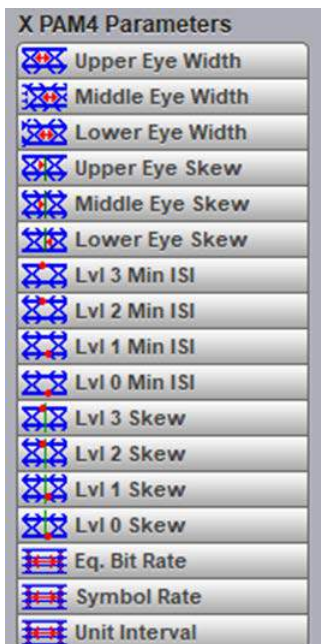 X PAM4 Parameters
Upper Eye Width
Middle Eye Width
Lower Eye Width
Upper Eye Skew
Middle Eye Skew
Lower Eye Skew
Lvl 3 Min ISI
Lvl 2 Min ISI
Lvl 1 Min ISI
Lvl 0 Min ISI
Lvl 3 Skew
Lvl 2 Skew
Lvl 1 Skew
Lvl 0 Skew
Eq. Bit Rate
Symbol Rate
Unit Interval